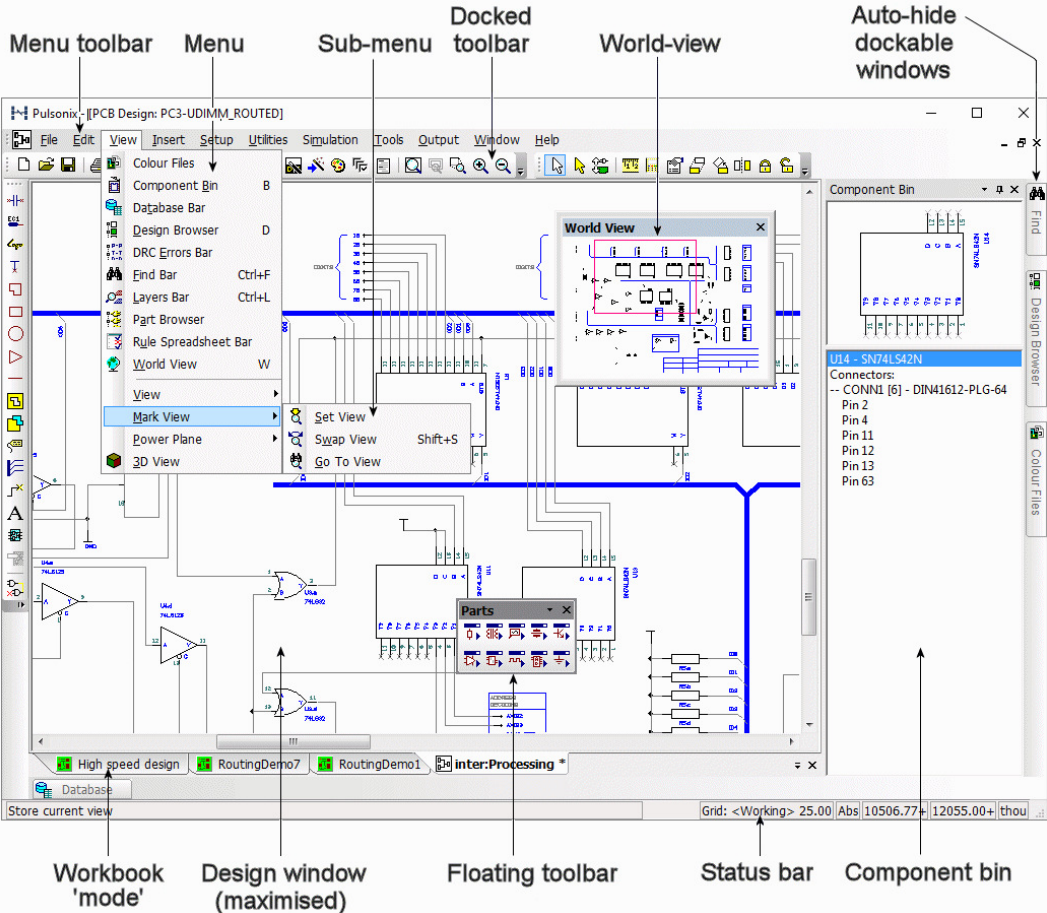 Docked
Auto-hide
Menu toolbar
Menu
Sub-menu
toolbar
World-view
dockable
windows
Pulsonix - [PCB Design: PC3-UDIMM_ROUTED]
File Edit View Insert Setup Utilities Simulation Tools Output Window Help
Colour Files
Component Bin B
Database Bar
Design Browser D
DRC Errors Bar
Find Bar Ctrl+F
Layers Bar Ctrl+L
Part Browser
Rule Spreadsheet Bar
World View W
View
Mark View
Power Plane
3D View
Set View
Swap View Shift+S
Go To View
World View
Component Bin
SN74LS42N
U14
U14 - SN74LS42N
Connectors:
-- CONN1 [6] - DIN41612-PLG-64
Pin 2
Pin 4
Pin 11
Pin 12
Pin 13
Pin 63
Find
Design Browser
Colour Files
Parts
High speed design
RoutingDemo7
RoutingDemo1
inter:Processing *
Database
Store current view
Grid: <Working> 25.00 Abs 10506.77+ 12055.00+ thou
Workbook
'mode'
Design window
(maximised)
Floating toolbar
Status bar
Component bin